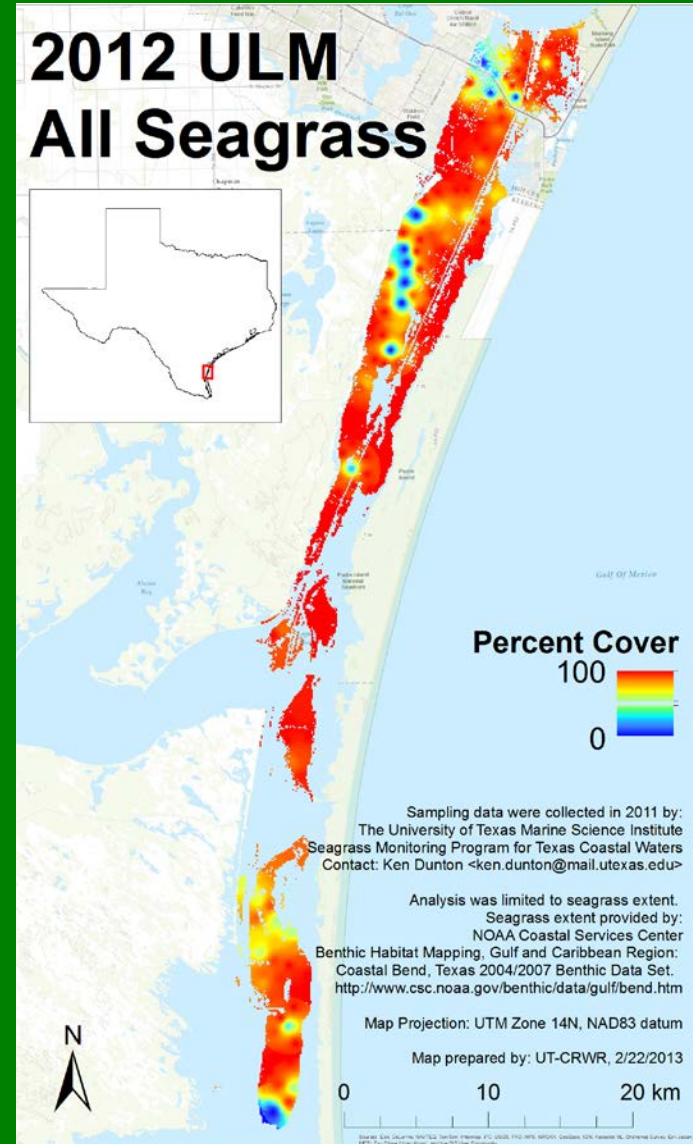 2012 ULM
All Seagrass
Gulf Of Mexico
Percent Cover
100
0
Sampling data were collected in 2011 by:
The University of Texas Marine Science Institute
Seagrass Monitoring Program for Texas Coastal Waters
Contact: Ken Dunton <ken.dunton@mail.utexas.edu>
Analysis was limited to seagrass extent.
Seagrass extent provided by:
NOAA Coastal Services Center
Benthic Habitat Mapping, Gulf and Caribbean Region:
Coastal Bend, Texas 2004/2007 Benthic Data Set.
http://www.csc.noaa.gov/benthic/data/gulf/bend.htm
Map Projection: UTM Zone 14N, NAD83 datum
Map prepared by: UT-CRWR, 2/22/2013
N
0 10 20 km